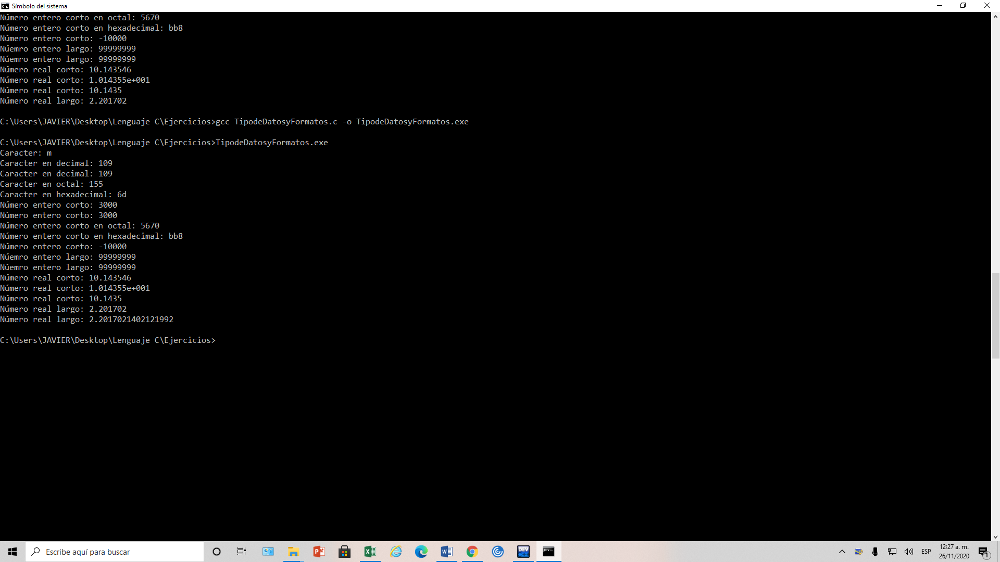 Símbolo del sistema
Número entero corto en octal: 5670
Número entero corto en hexadecimal: bb8
Número entero corto: -10000
Núemro entero largo: 99999999
Núemro entero largo: 99999999
Número real corto: 10.143546
Número real corto: 1.014355e+001
Número real corto: 10.1435
Número real largo: 2.201702
C:\Users\JAVIER\Desktop\Lenguaje C\Ejercicios>gcc TipodeDatosyFormatos.c -o TipodeDatosyFormatos.exe
C:\Users\JAVIER\Desktop\Lenguaje C\Ejercicios>TipodeDatosyFormatos.exe
Caracter: m
Caracter en decimal: 109
Caracter en decimal: 109
Caracter en octal: 155
Caracter en hexadecimal: 6d
Número entero corto: 3000
Número entero corto: 3000
Número entero corto en octal: 5670
Número entero corto en hexadecimal: bb8
Número entero corto: -10000
Núemro entero largo: 99999999
Núemro entero largo: 99999999
Número real corto: 10.143546
Número real corto: 1.014355e+001
Número real corto: 10.1435
Número real largo: 2.201702
Número real largo: 2.2017021402121992
C:\Users\JAVIER\Desktop\Lenguaje C\Ejercicios>
Escribe aquí para buscar
ESP
12:27 a. m.
26/11/2020
1
DEV
C++